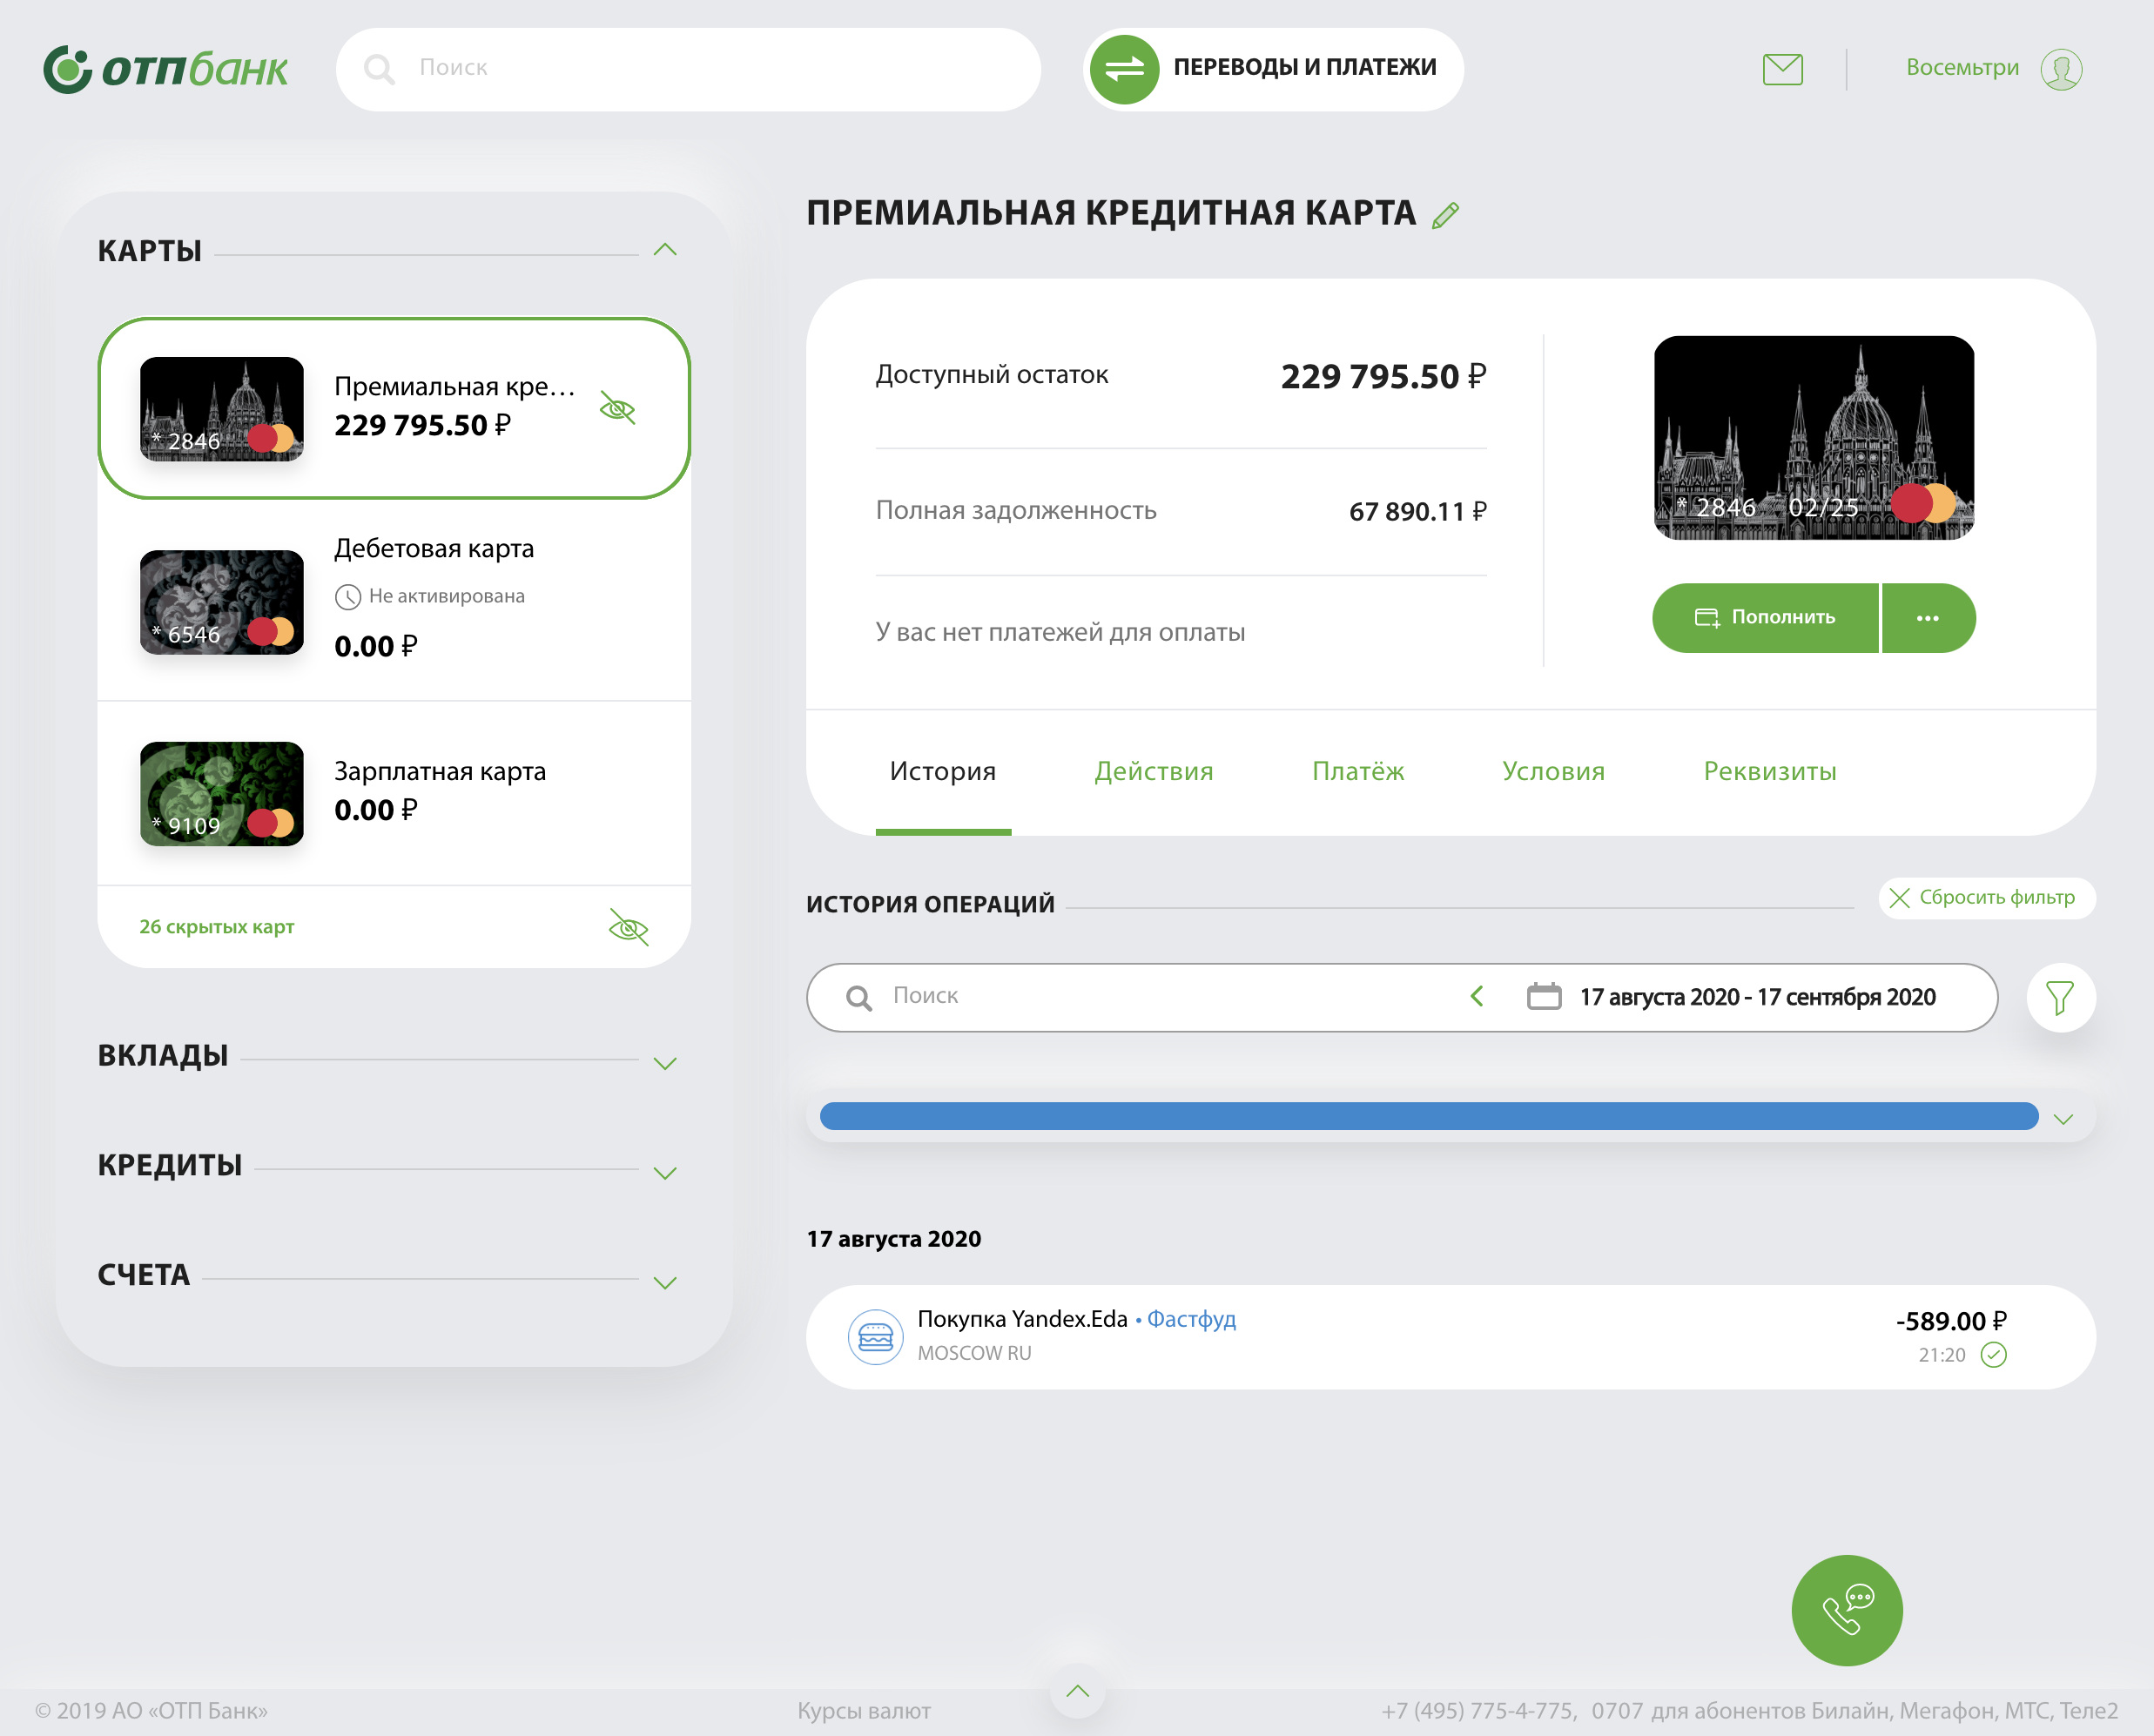 отпбанк
Поиск
ПЕРЕВОДЫ И ПЛАТЕЖИ
Восемьтри
КАРТЫ
* 2846
Премиальная кре...
229 795.50 ₽
* 6546
Дебетовая карта
Не активирована
0.00 ₽
* 9109
Зарплатная карта
0.00 ₽
26 скрытых карт
ВКЛАДЫ
КРЕДИТЫ
СЧЕТА
ПРЕМИАЛЬНАЯ КРЕДИТНАЯ КАРТА
Доступный остаток 229 795.50 ₽
Полная задолженность 67 890.11 ₽
У вас нет платежей для оплаты
* 2846 02/25
Пополнить ...
История Действия Платёж Условия Реквизиты
ИСТОРИЯ ОПЕРАЦИЙ
Сбросить фильтр
Поиск
17 августа 2020 - 17 сентября 2020
17 августа 2020
Покупка Yandex.Eda • Фастфуд
MOSCOW RU
-589.00 ₽
21:20
© 2019 АО «ОТП Банк»
Курсы валют
+7 (495) 775-4-775, 0707 для абонентов Билайн, Мегафон, МТС, Теле2